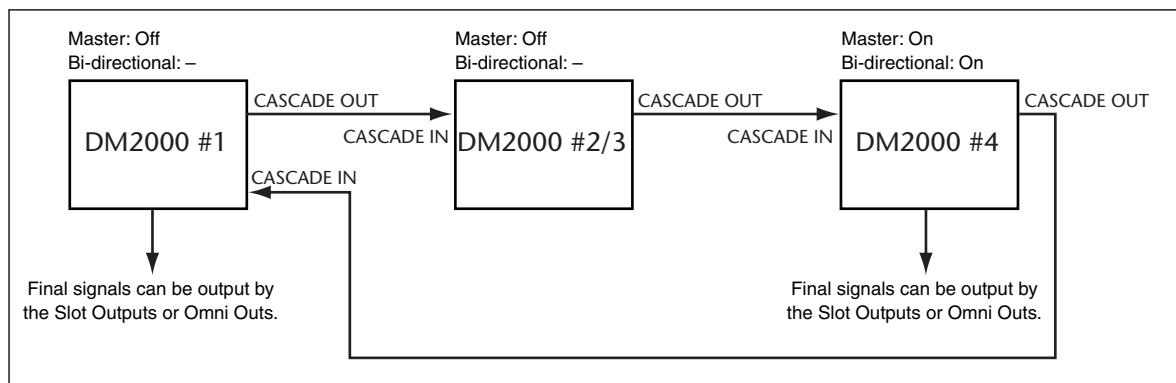 Master: Off
Bi-directional: –
Master: Off
Bi-directional: –
Master: On
Bi-directional: On
DM2000 #1
CASCADE OUT
CASCADE IN
CASCADE IN
DM2000 #2/3
CASCADE OUT
CASCADE IN
DM2000 #4
CASCADE OUT
Final signals can be output by
the Slot Outputs or Omni Outs.
Final signals can be output by
the Slot Outputs or Omni Outs.